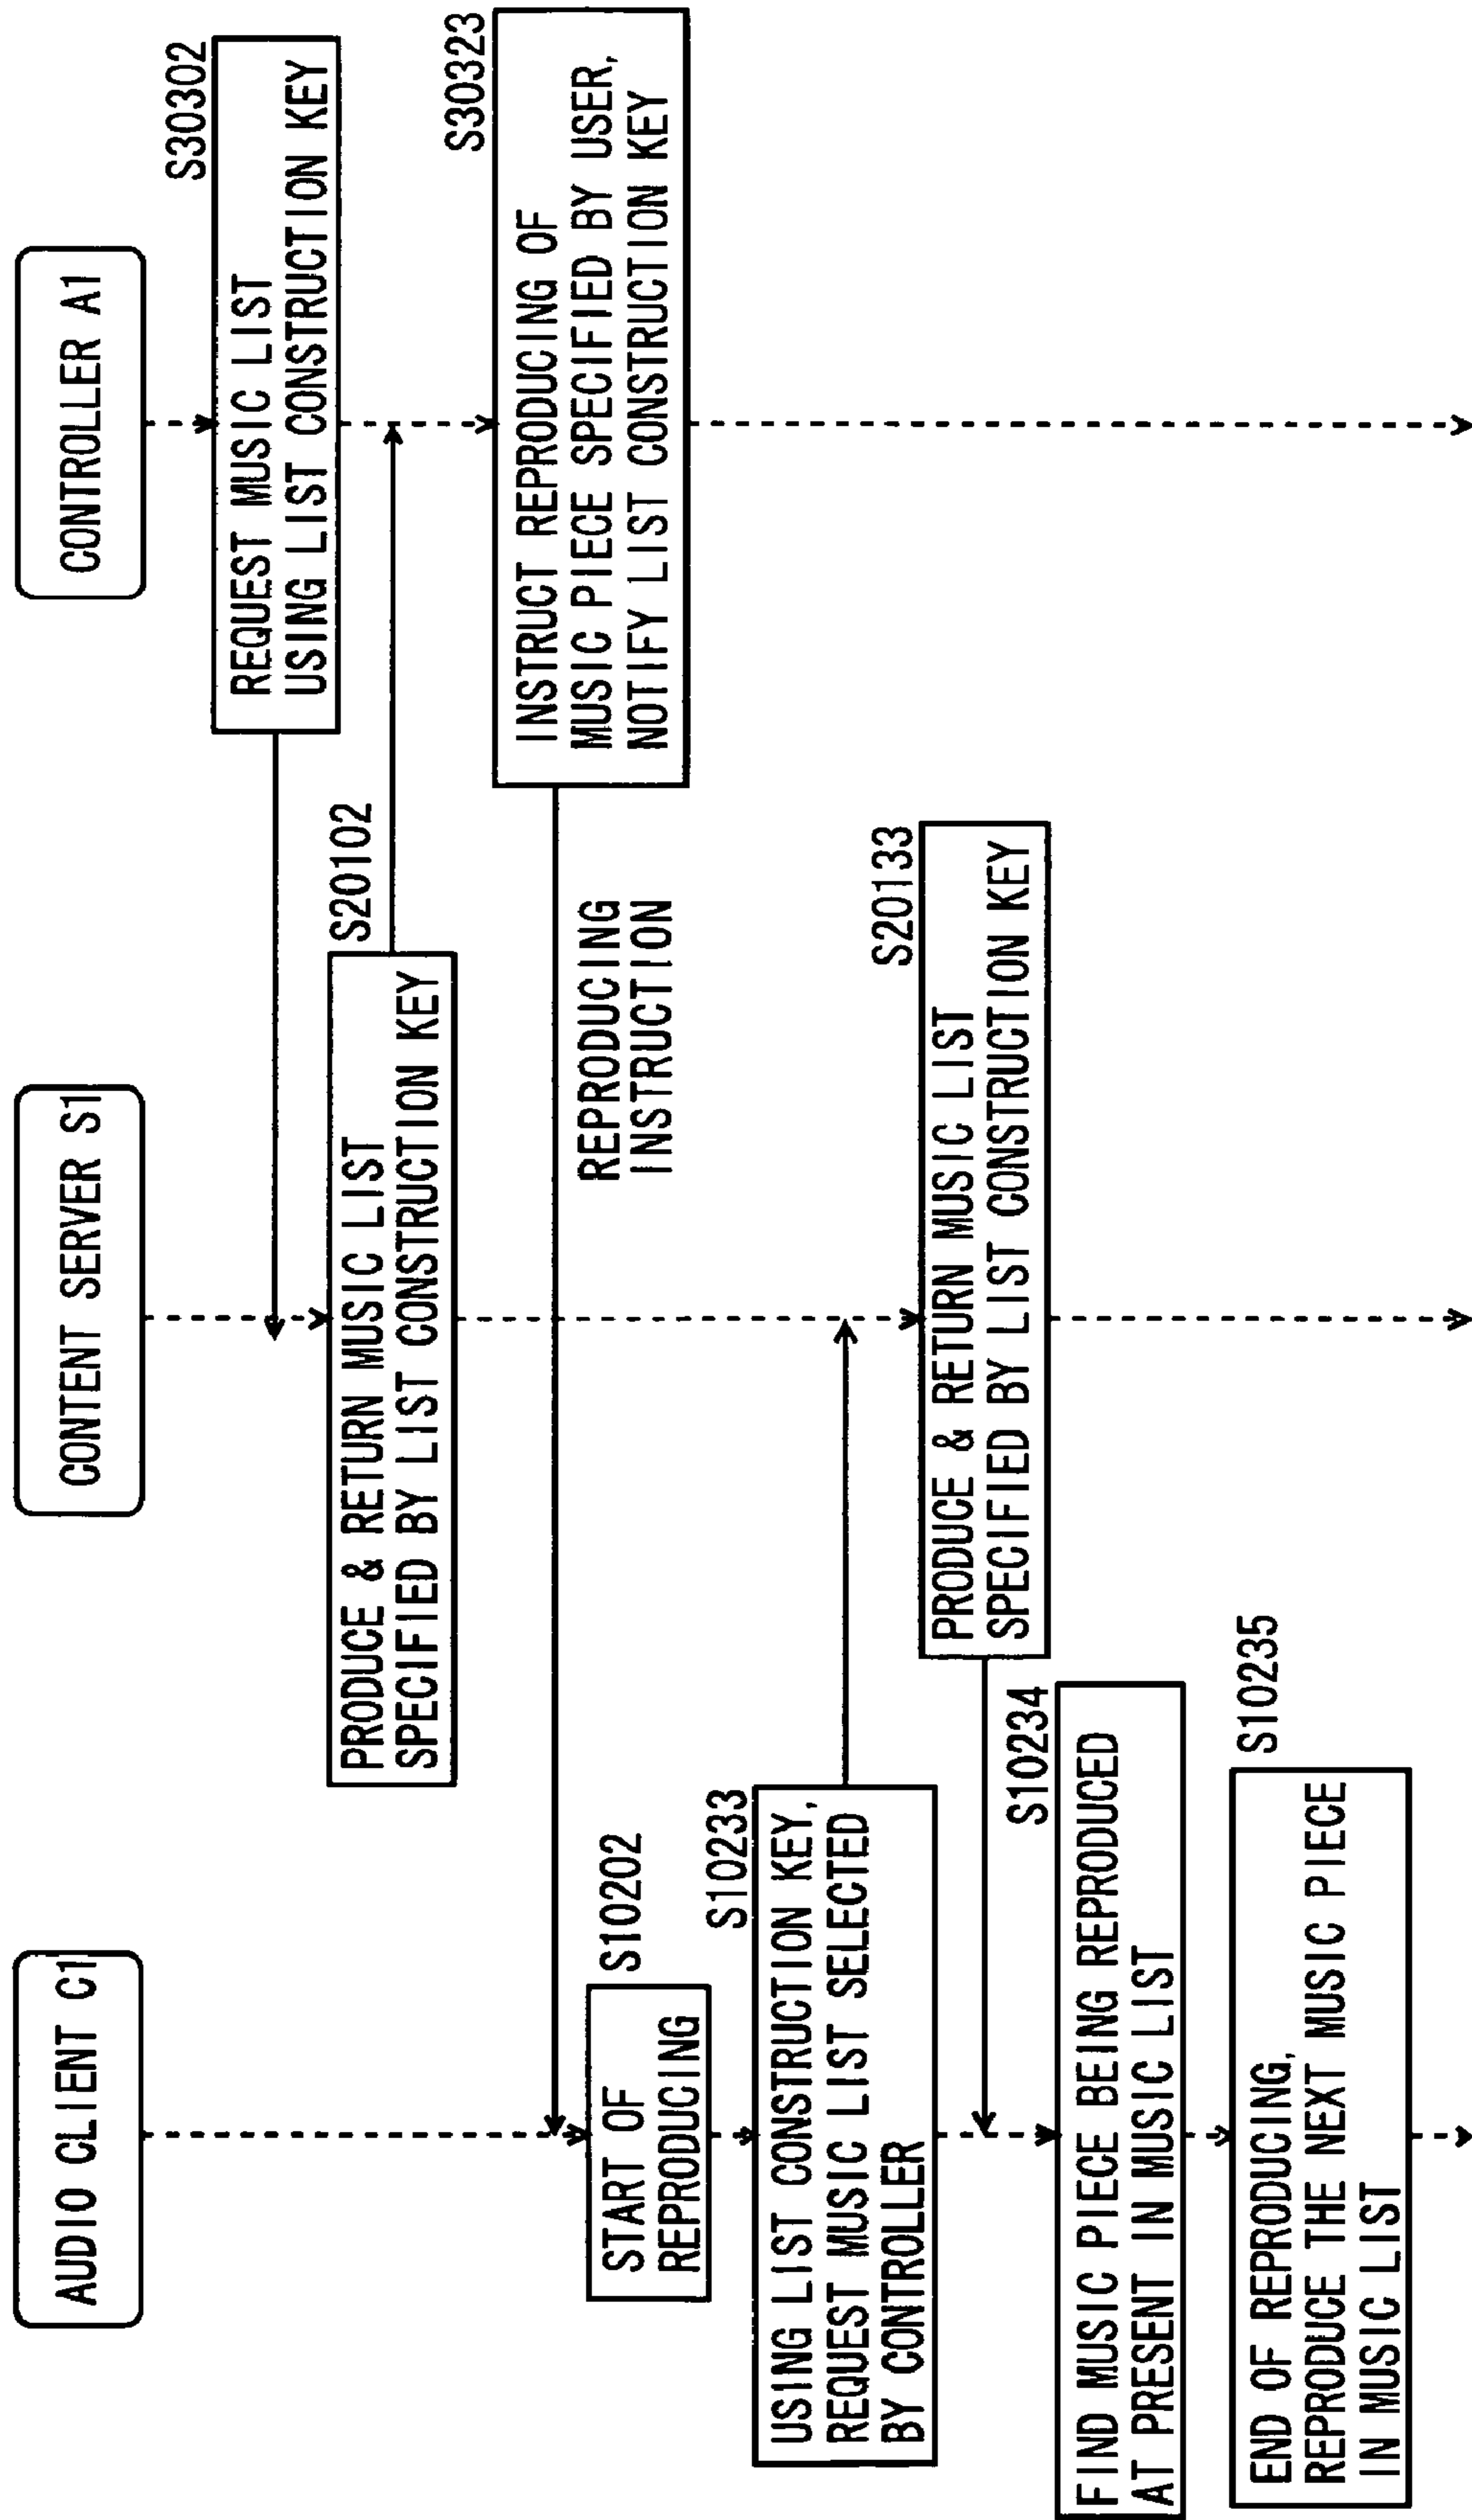 AUDIO CLIENT C1
CONTENT SERVER S1
CONTROLLER A1
S30302
REQUEST MUSIC LIST
USING LIST CONSTRUCTION KEY
S20102
PRODUCE & RETURN MUSIC LIST
SPECIFIED BY LIST CONSTRUCTION KEY
S30323
INSTRUCT REPRODUCING OF
MUSIC PIECE SPECIFIED BY USER,
NOTIFY LIST CONSTRUCTION KEY
REPRODUCING
INSTRUCTION
S10202
START OF
REPRODUCING
S10233
USING LIST CONSTRUCTION KEY,
REQUEST MUSIC LIST SELECTED
BY CONTROLLER
S20133
PRODUCE & RETURN MUSIC LIST
SPECIFIED BY LIST CONSTRUCTION KEY
S10234
FIND MUSIC PIECE BEING REPRODUCED
AT PRESENT IN MUSIC LIST
S10235
END OF REPRODUCING,
REPRODUCE THE NEXT MUSIC PIECE
IN MUSIC LIST